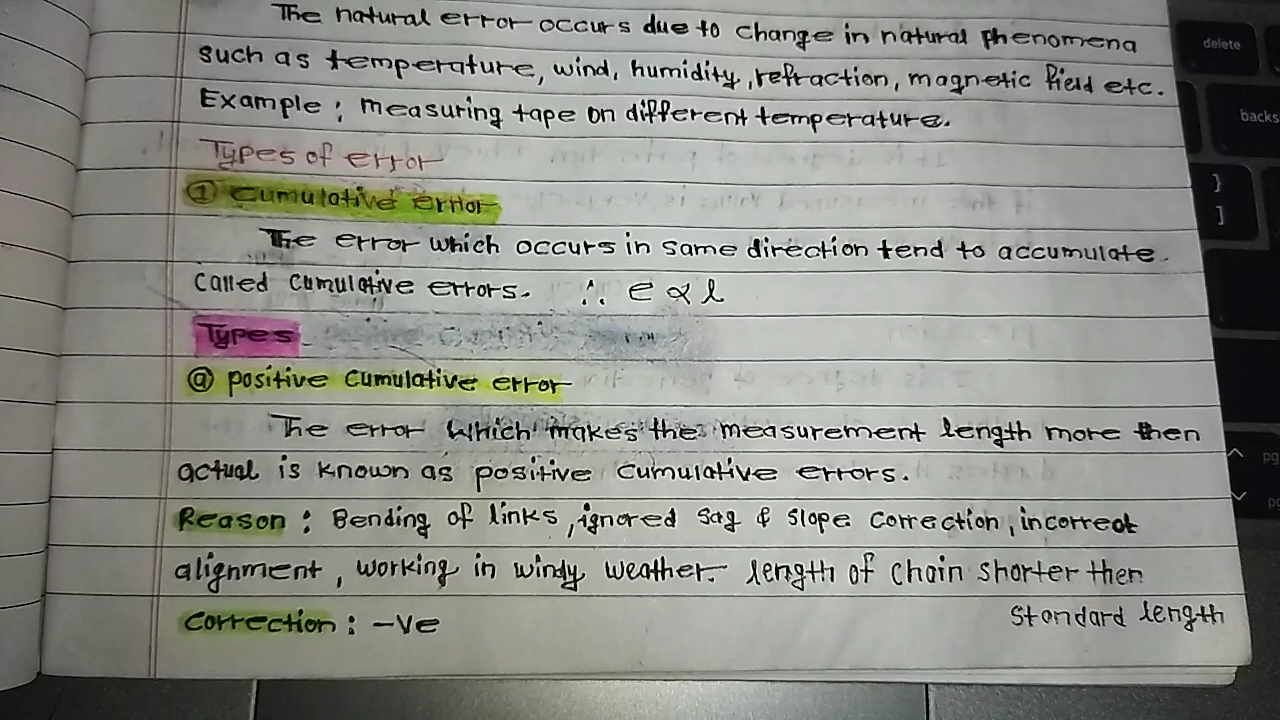 The natural error occurs due to change in natural phenomena
such as temperature, wind, humidity, refraction, magnetic field etc.
Example : measuring tape on different temperature.
Types of error
① cumulative error
The error which occurs in same direction tend to accumulate.
called cumulative errors. ∴ e ∝ l
Types
ⓐ positive cumulative error
The error which makes the measurement length more then
actual is known as positive cumulative errors.
Reason : Bending of links, ignored sag & slope correction, incorrect
alignment, working in windy weather. length of chain shorter then
standard length
correction : -ve
delete
backs
}
]
pg